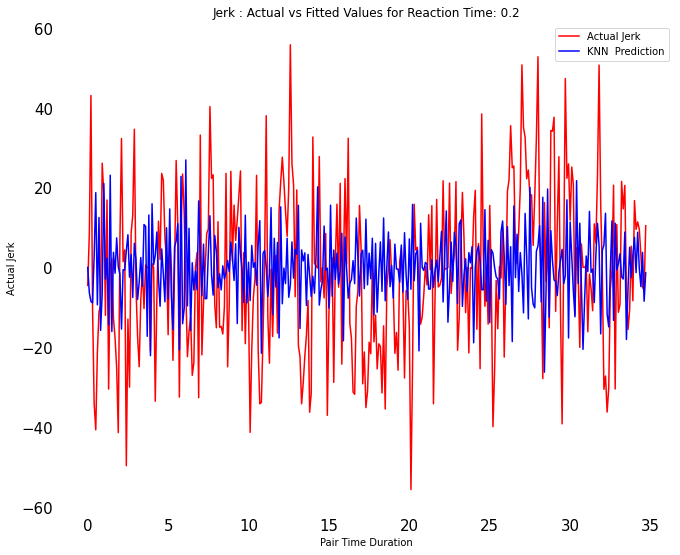 Jerk : Actual vs Fitted Values for Reaction Time: 0.2
Actual Jerk
KNN  Prediction
60
40
20
0
−20
−40
−60
Actual Jerk
0 5 10 15 20 25 30 35
Pair Time Duration